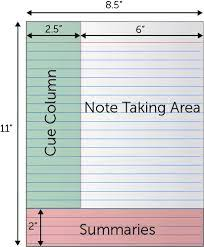 8.5"
2.5"
6"
11"
Cue Column
Note Taking Area
2"
Summaries